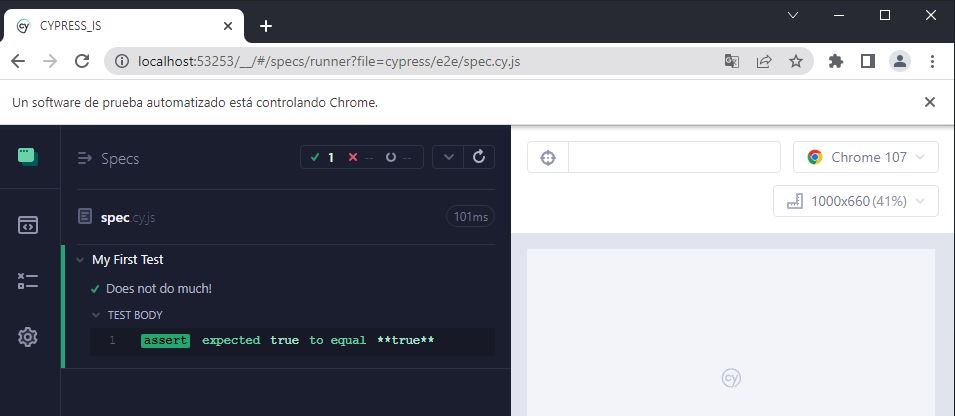 CYPRESS_IS
localhost:53253/__/#/specs/runner?file=cypress/e2e/spec.cy.js
Un software de prueba automatizado está controlando Chrome.
Specs
1 -- --
Chrome 107
1000x660 (41%)
spec.cy.js
101ms
My First Test
Does not do much!
TEST BODY
1 assert expected true to equal **true**
cy